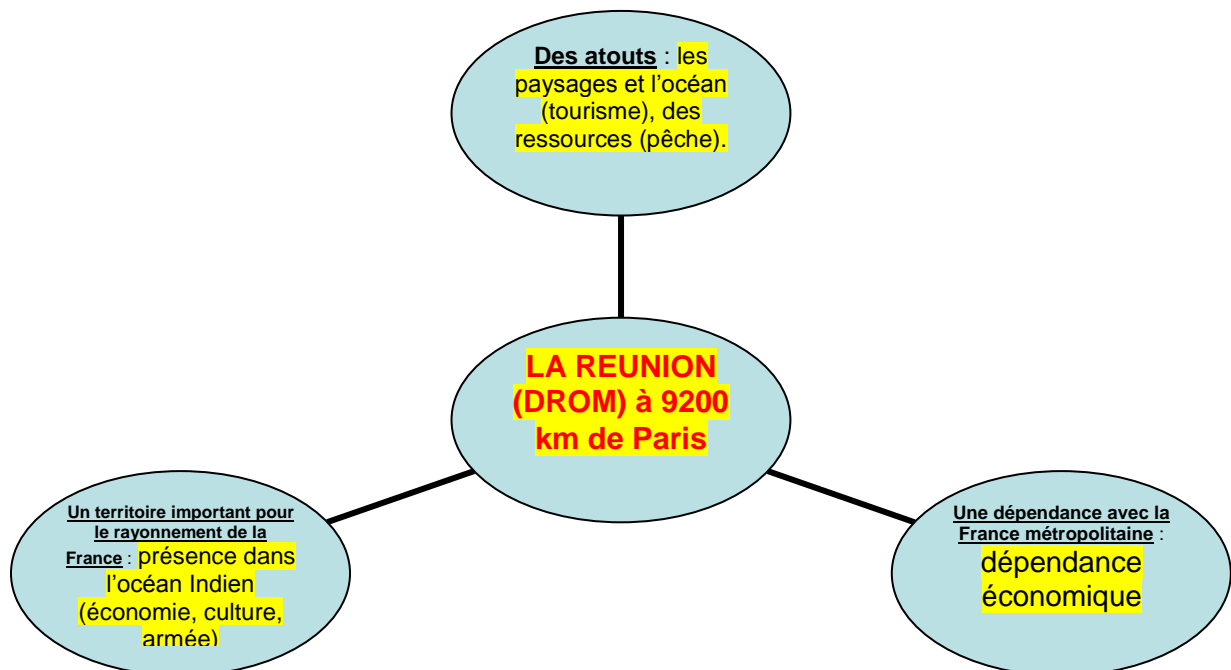 Des atouts : les
paysages et l’océan
(tourisme), des
ressources (pêche).
LA REUNION
(DROM) à 9200
km de Paris
Un territoire important pour
le rayonnement de la
France : présence dans
l’océan Indien
(économie, culture,
armée)
Une dépendance avec la
France métropolitaine :
dépendance
économique